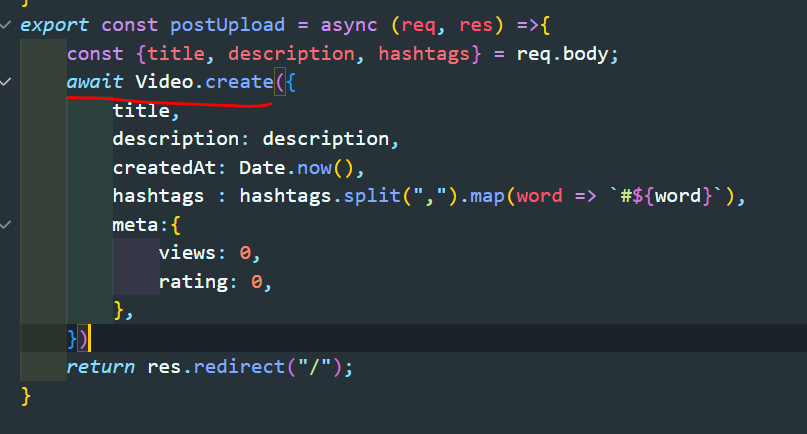 }
export const postUpload = async (req, res) =>{
const {title, description, hashtags} = req.body;
await Video.create({
title,
description: description,
createdAt: Date.now(),
hashtags : hashtags.split(",").map(word => `#${word}`),
meta:{
views: 0,
rating: 0,
},
})
return res.redirect("/");
}